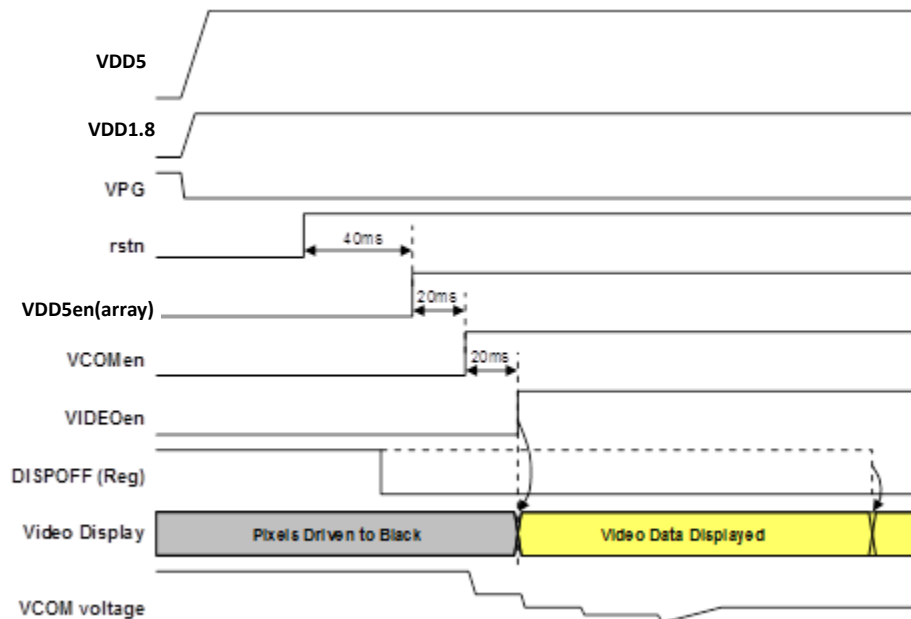 VDD5
VDD1.8
VPG
rstn
40ms
VDD5en(array)
20ms
VCOMen
20ms
VIDEOen
DISPOFF (Reg)
Video Display
Pixels Driven to Black
Video Data Displayed
VCOM voltage